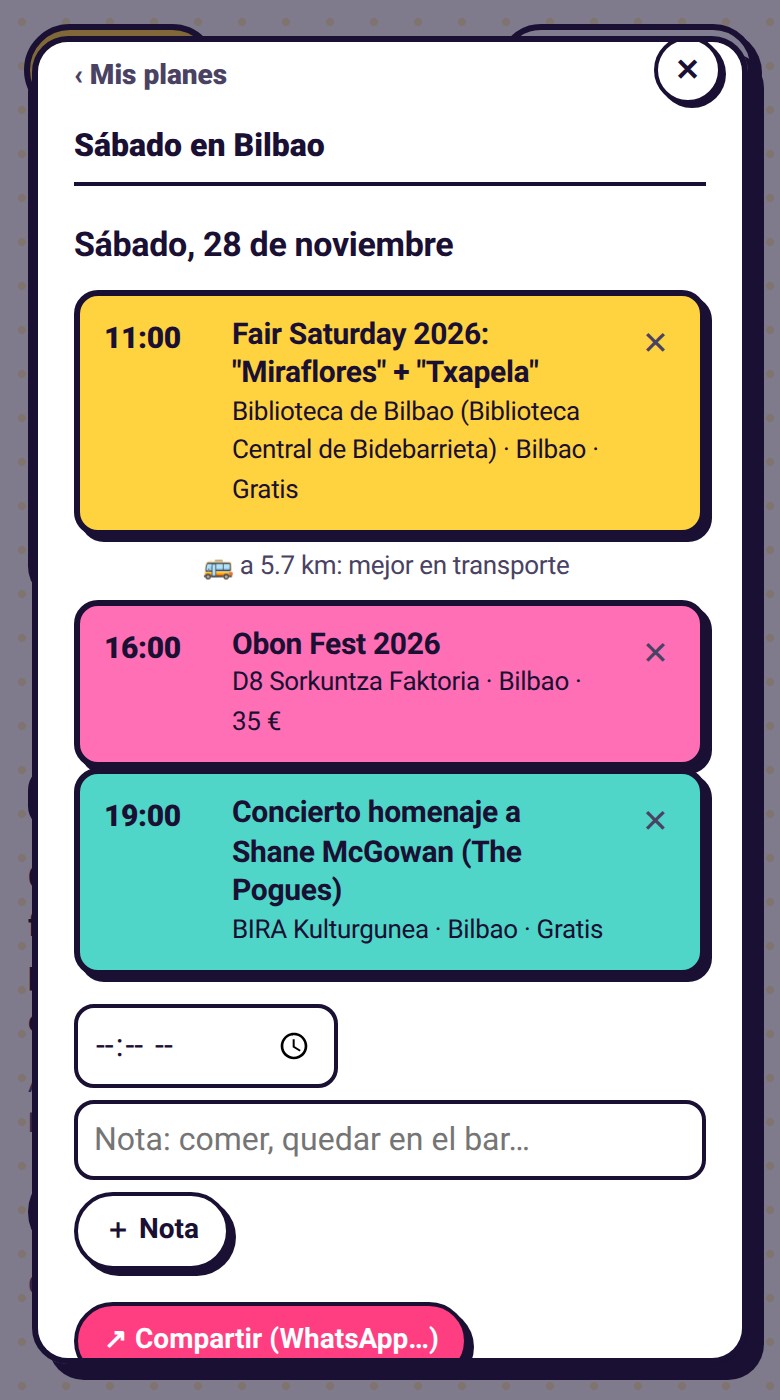 ‹ Mis planes
✕
Sábado en Bilbao
Sábado, 28 de noviembre
11:00
Fair Saturday 2026:
"Miraflores" + "Txapela"
✕
Biblioteca de Bilbao (Biblioteca
Central de Bidebarrieta) · Bilbao ·
Gratis
🚌 a 5.7 km: mejor en transporte
16:00
Obon Fest 2026
✕
D8 Sorkuntza Faktoria · Bilbao ·
35 €
19:00
Concierto homenaje a
✕
Shane McGowan (The
Pogues)
BIRA Kulturgunea · Bilbao · Gratis
--:-- --
Nota: comer, quedar en el bar…
+ Nota
↗ Compartir (WhatsApp…)